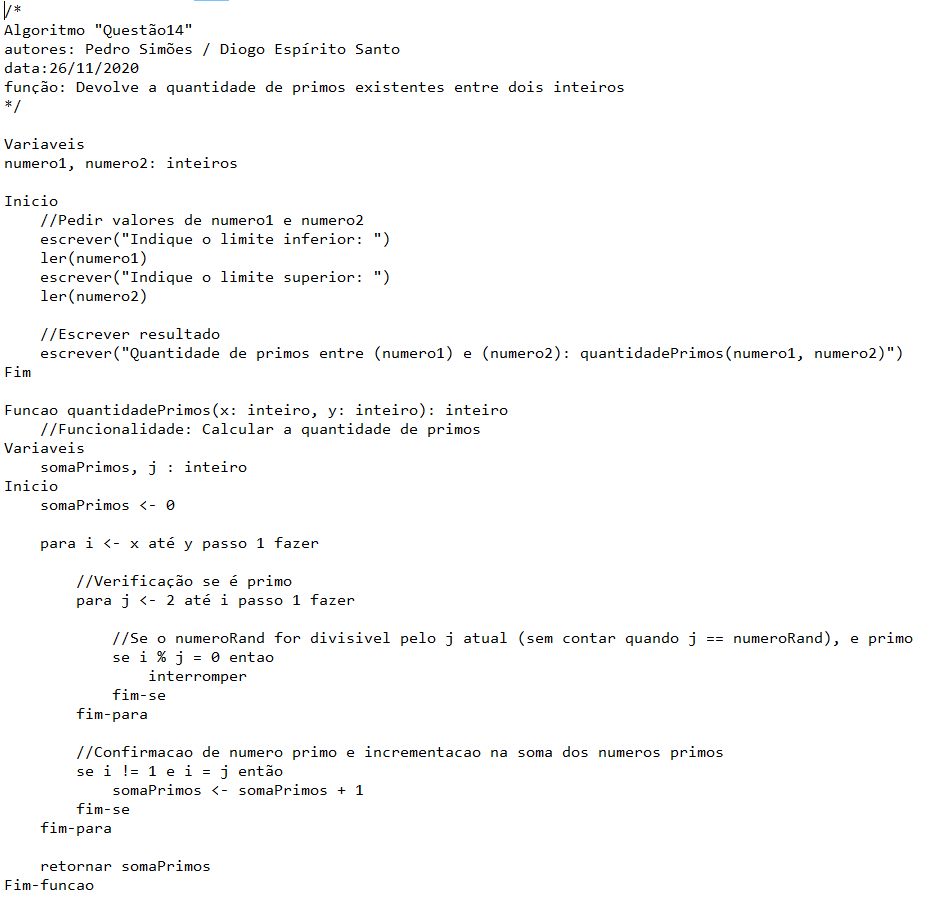 /*
Algoritmo "Questão14"
autores: Pedro Simões / Diogo Espírito Santo
data:26/11/2020
função: Devolve a quantidade de primos existentes entre dois inteiros
*/

Variaveis
numero1, numero2: inteiros

Inicio
    //Pedir valores de numero1 e numero2
    escrever("Indique o limite inferior: ")
    ler(numero1)
    escrever("Indique o limite superior: ")
    ler(numero2)

    //Escrever resultado
    escrever("Quantidade de primos entre (numero1) e (numero2): quantidadePrimos(numero1, numero2)")
Fim

Funcao quantidadePrimos(x: inteiro, y: inteiro): inteiro
    //Funcionalidade: Calcular a quantidade de primos
Variaveis
    somaPrimos, j : inteiro
Inicio
    somaPrimos <- 0

    para i <- x até y passo 1 fazer

        //Verificação se é primo
        para j <- 2 até i passo 1 fazer

            //Se o numeroRand for divisivel pelo j atual (sem contar quando j == numeroRand), e primo
            se i % j = 0 entao
                interromper
            fim-se
        fim-para

        //Confirmacao de numero primo e incrementacao na soma dos numeros primos
        se i != 1 e i = j então
            somaPrimos <- somaPrimos + 1
        fim-se
    fim-para

    retornar somaPrimos
Fim-funcao